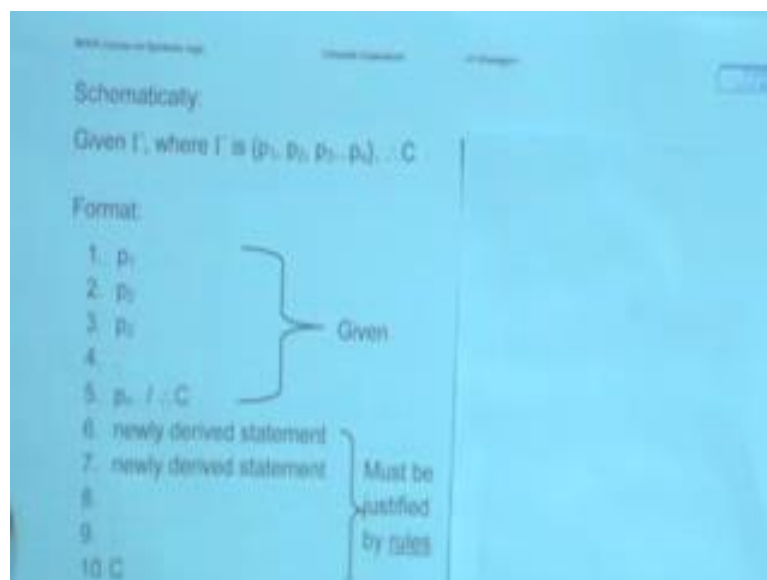 Schematically:
Given Γ, where Γ is (p₁, p₂, p₃...pₙ), ∴C
Format:
1. p₁
2. p₂
3. p₃
Given
4.
5. pₙ / ∴C
6. newly derived statement
7. newly derived statement
Must be
8.
justified
9.
by rules
10. C